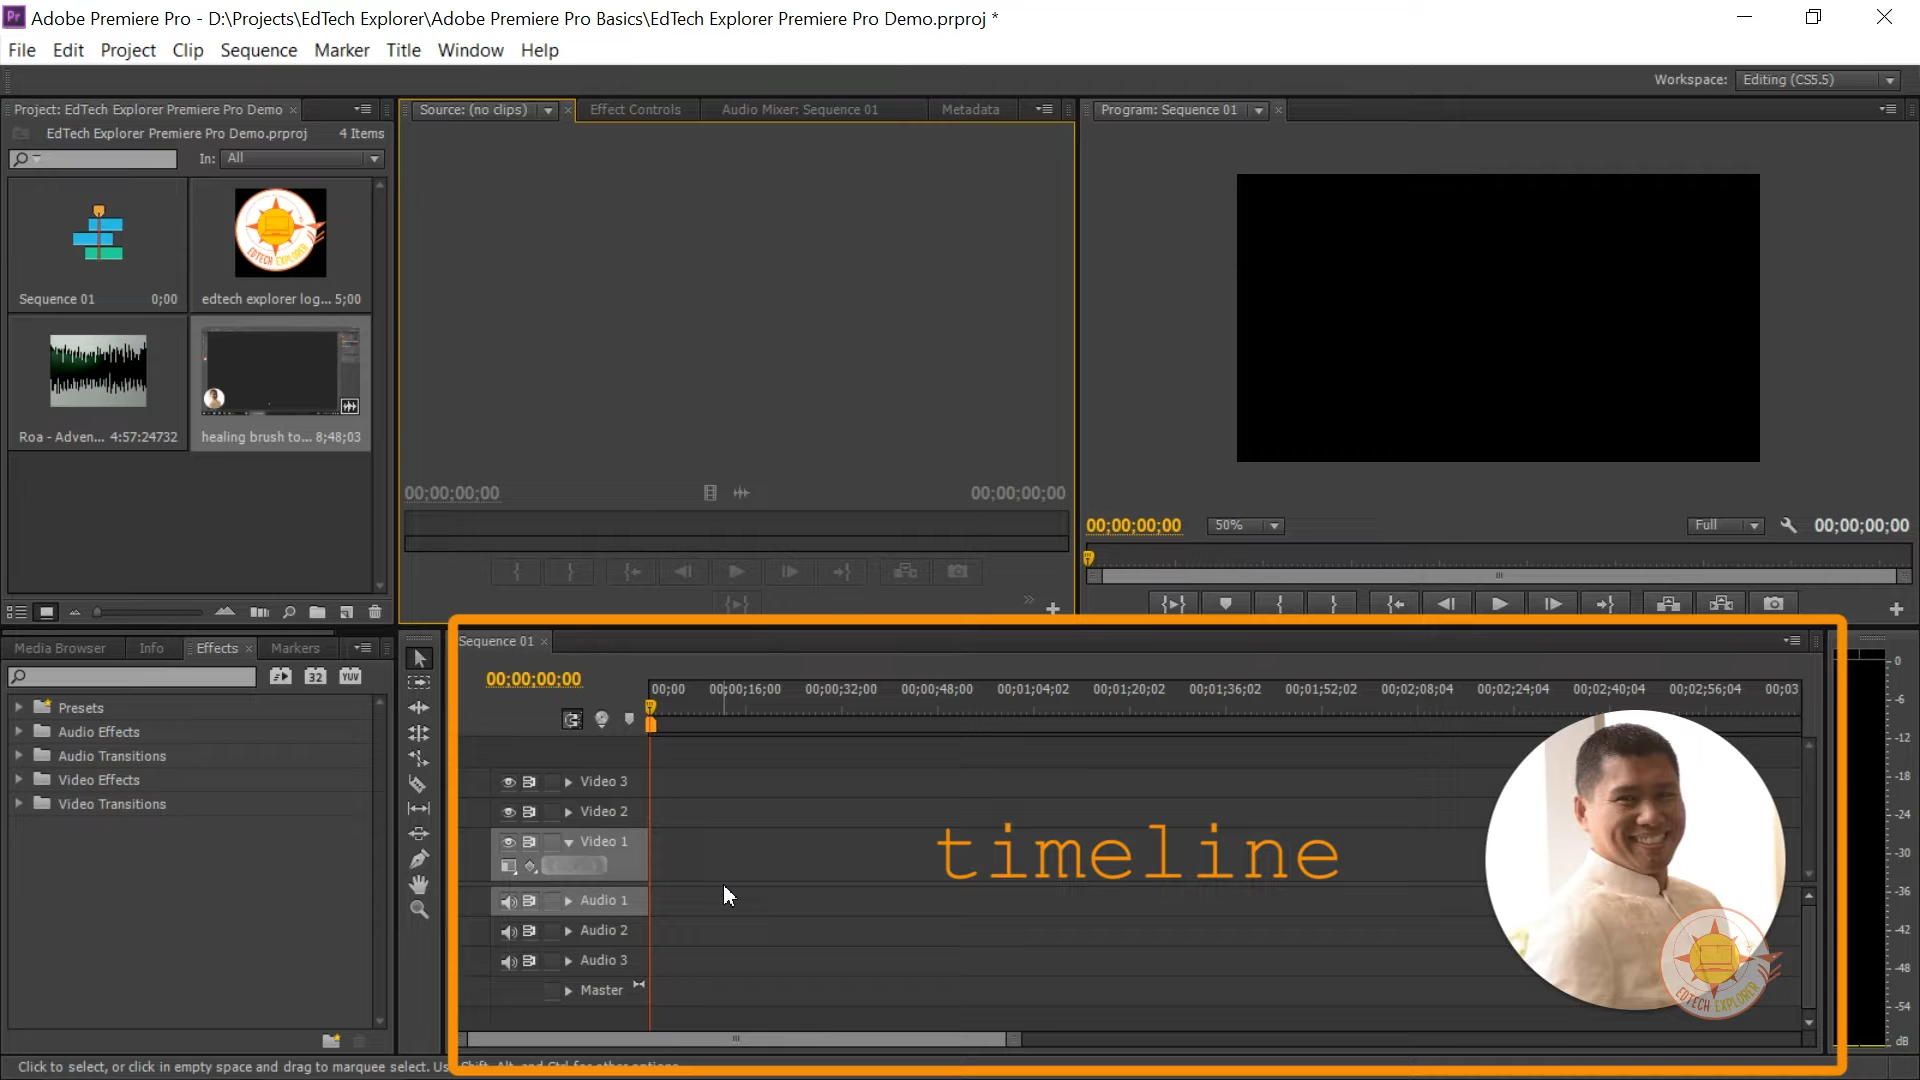 Adobe Premiere Pro - D:\Projects\EdTech Explorer\Adobe Premiere Pro Basics\EdTech Explorer Premiere Pro Demo.prproj *
File Edit Project Clip Sequence Marker Title Window Help
Workspace: Editing (CS5.5)
Project: EdTech Explorer Premiere Pro Demo
EdTech Explorer Premiere Pro Demo.prproj 4 Items
In: All
EDTECH EXPLORER
Sequence 01 0;00
edtech explorer log... 5;00
Roa - Adven... 4:57:24732
healing brush to... 8;48;03
Source: (no clips) Effect Controls Audio Mixer: Sequence 01 Metadata
00;00;00;00 00;00;00;00
Program: Sequence 01
00;00;00;00 50% Full 00;00;00;00
Media Browser Info Effects Markers
32 YUV
Presets
Audio Effects
Audio Transitions
Video Effects
Video Transitions
Sequence 01
00;00;00;00
00;00 00;00;16;00 00;00;32;00 00;00;48;00 00;01;04;02 00;01;20;02 00;01;36;02 00;01;52;02 00;02;08;04 00;02;24;04 00;02;40;04 00;02;56;04 00;03
Video 3
Video 2
Video 1
Audio 1
Audio 2
Audio 3
Master
timeline
EDTECH EXPLORER
0
-6
-12
-18
-24
-30
-36
-42
-48
-54
dB
Click to select, or click in empty space and drag to marquee select. Use Shift, Alt, and Ctrl for other options.